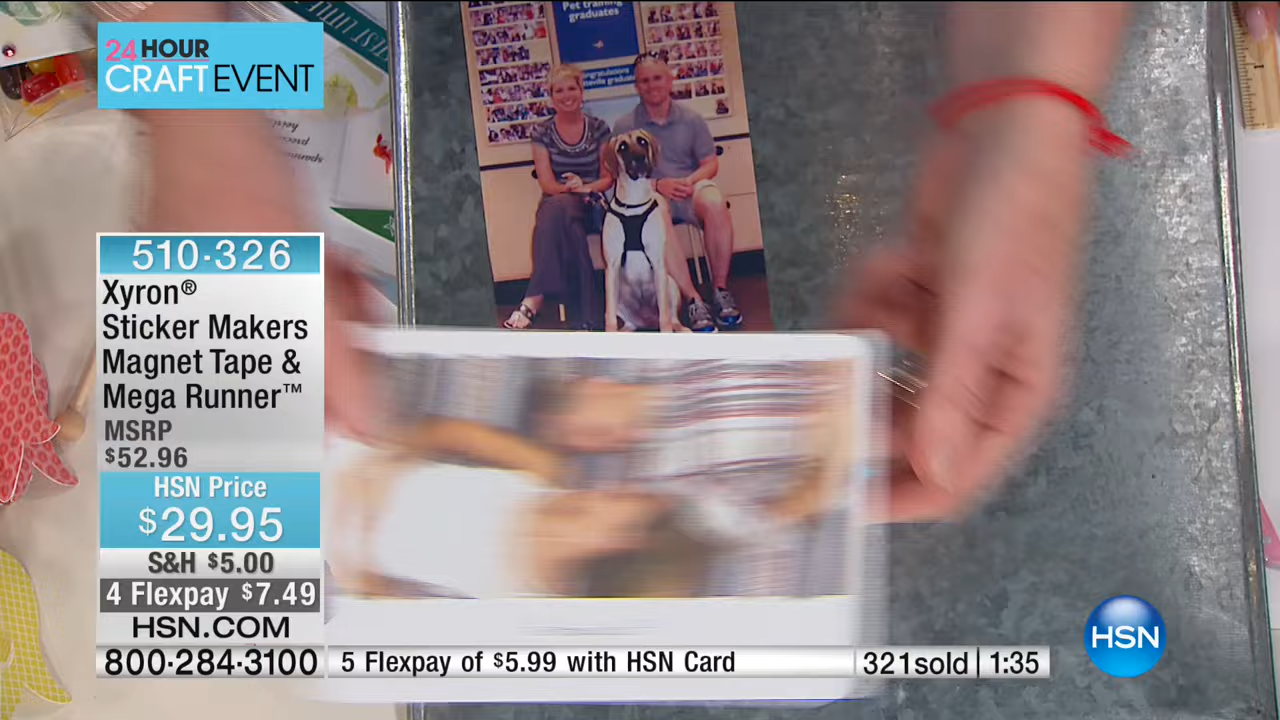 24 HOUR
CRAFT EVENT
Pet training
graduates
510-326
Xyron®
Sticker Makers
Magnet Tape &
Mega Runner™
MSRP
$52.96
HSN Price
$29.95
S&H $5.00
4 Flexpay $7.49
HSN.COM
800·284·3100
5 Flexpay of $5.99 with HSN Card
321 sold | 1:35
HSN